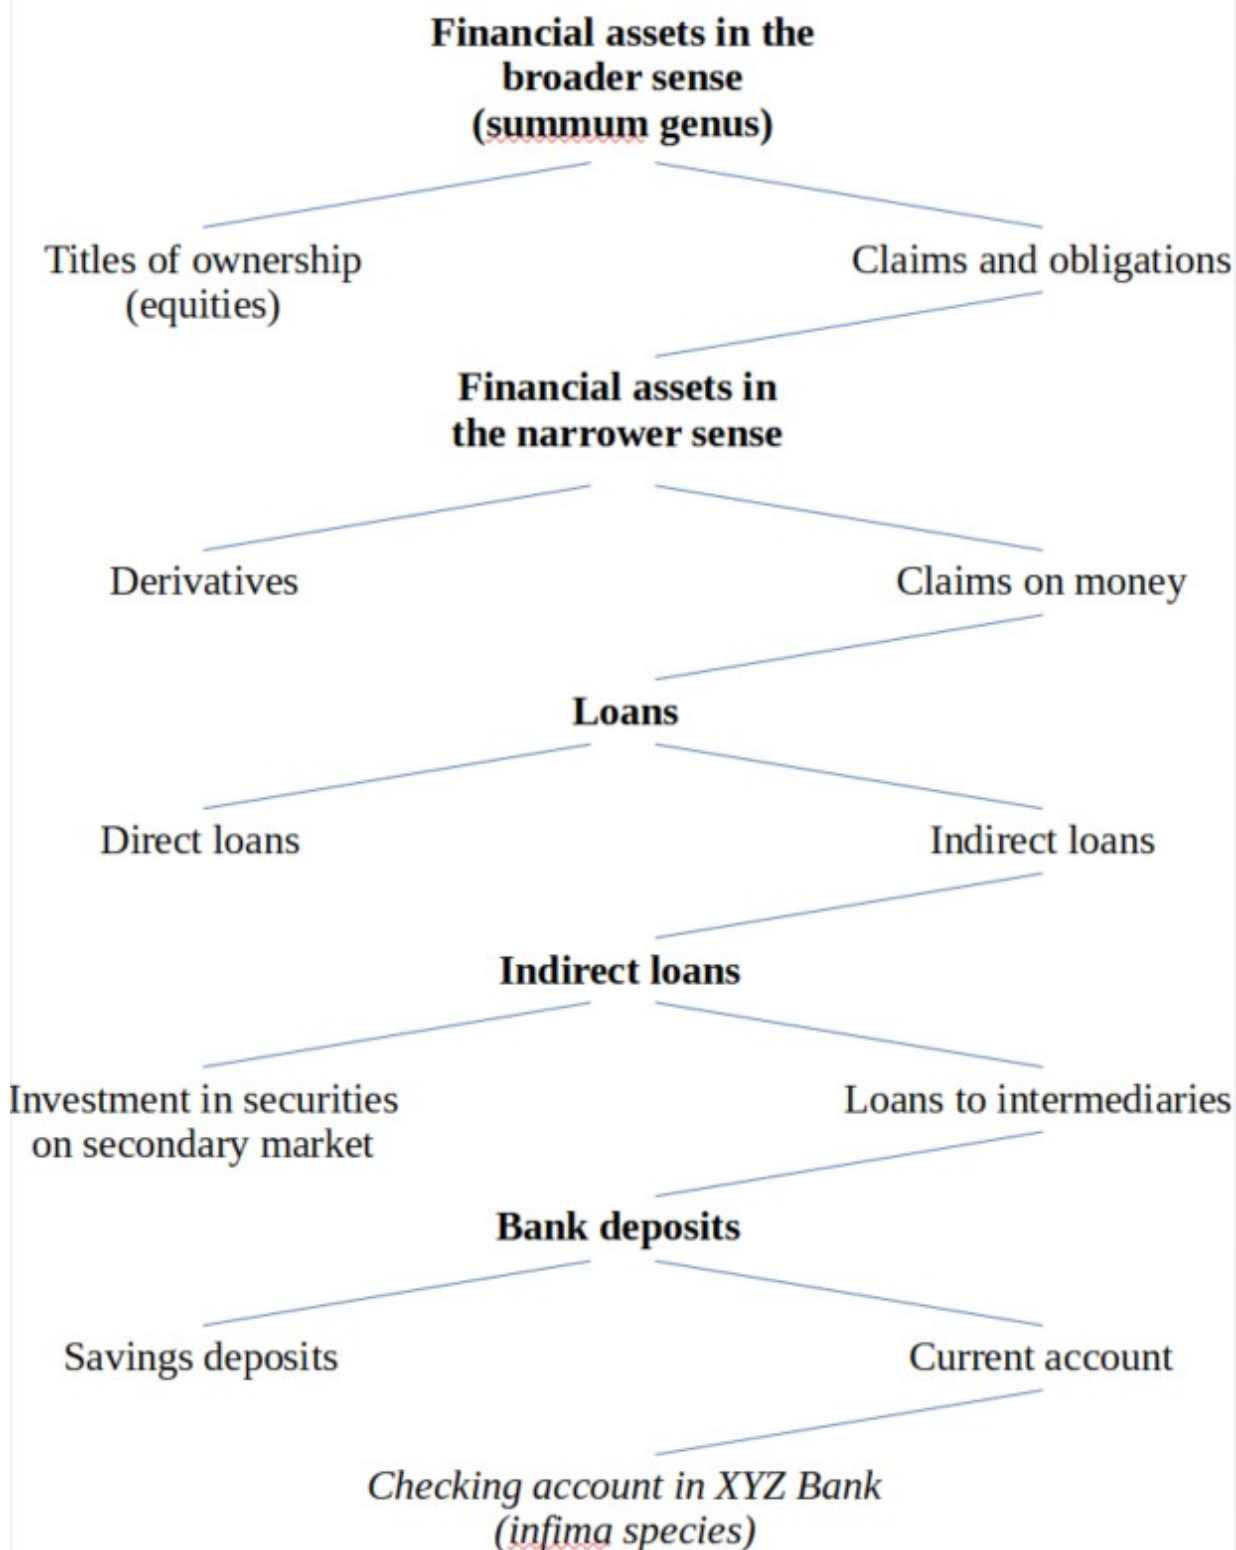 Financial assets in the
broader sense
(summum genus)
Titles of ownership
(equities)
Claims and obligations
Financial assets in
the narrower sense
Derivatives
Claims on money
Loans
Direct loans
Indirect loans
Indirect loans
Investment in securities
on secondary market
Loans to intermediaries
Bank deposits
Savings deposits
Current account
Checking account in XYZ Bank
(infima species)